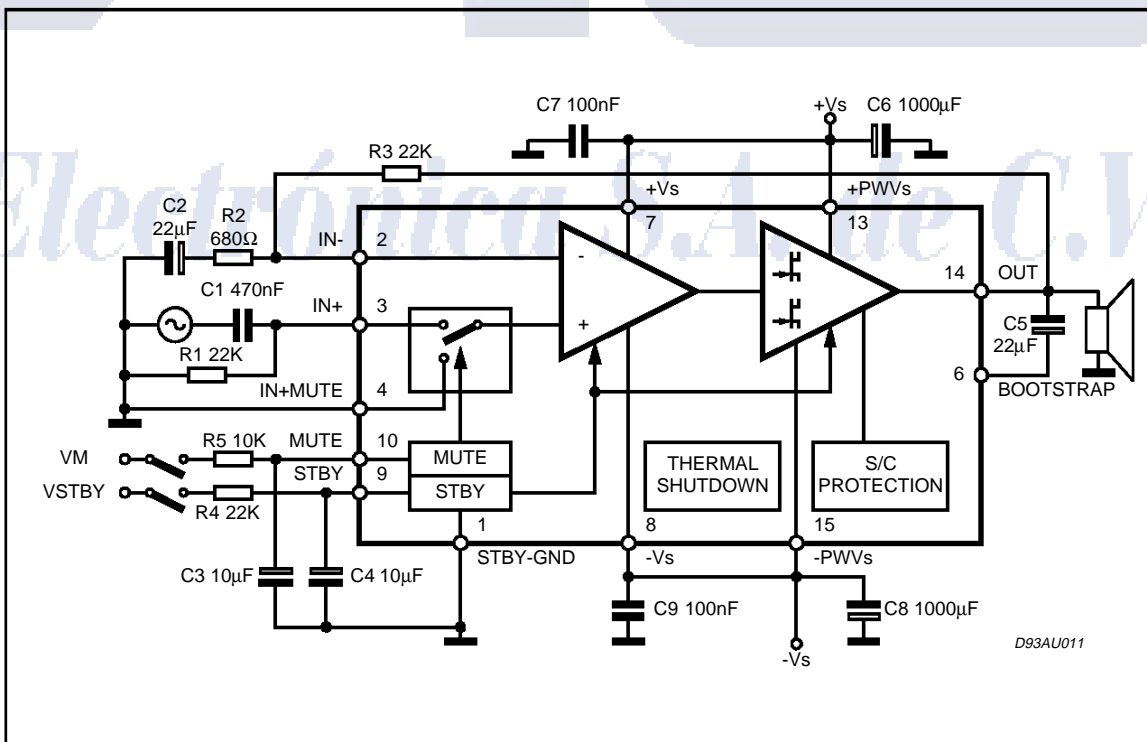 C7 100nF
+Vs
C6 1000µF
R3 22K
Electrónica S.A. de C.V
+Vs
+PWVs
C2
22µF
R2
680Ω
IN-
2
7
13
C1 470nF
IN+
3
-
+
14
OUT
C5
22µF
R1 22K
IN+MUTE
4
6
BOOTSTRAP
VM
R5 10K
MUTE
10
MUTE
THERMAL
SHUTDOWN
S/C
PROTECTION
VSTBY
R4 22K
STBY
9
STBY
1
8
15
STBY-GND
-Vs
-PWVs
C3 10µF
C4 10µF
C9 100nF
C8 1000µF
-Vs
D93AU011